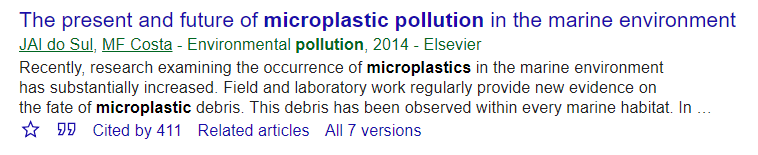 The present and future of microplastic pollution in the marine environment
JAI do Sul, MF Costa - Environmental pollution, 2014 - Elsevier
Recently, research examining the occurrence of microplastics in the marine environment
has substantially increased. Field and laboratory work regularly provide new evidence on
the fate of microplastic debris. This debris has been observed within every marine habitat. In …
Cited by 411 Related articles All 7 versions